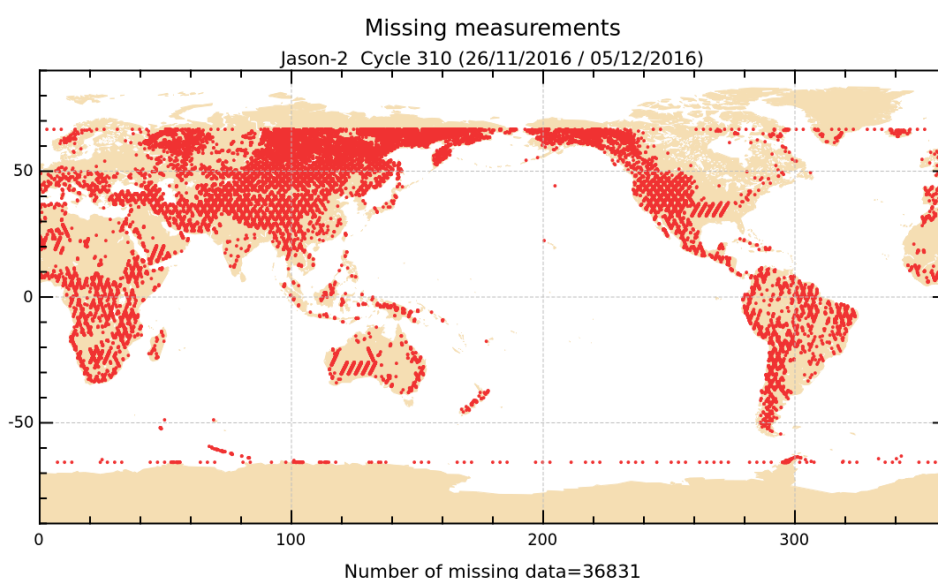 Missing measurements
Jason-2 Cycle 310 (26/11/2016 / 05/12/2016)
50
0
-50
0 100 200 300
Number of missing data=36831